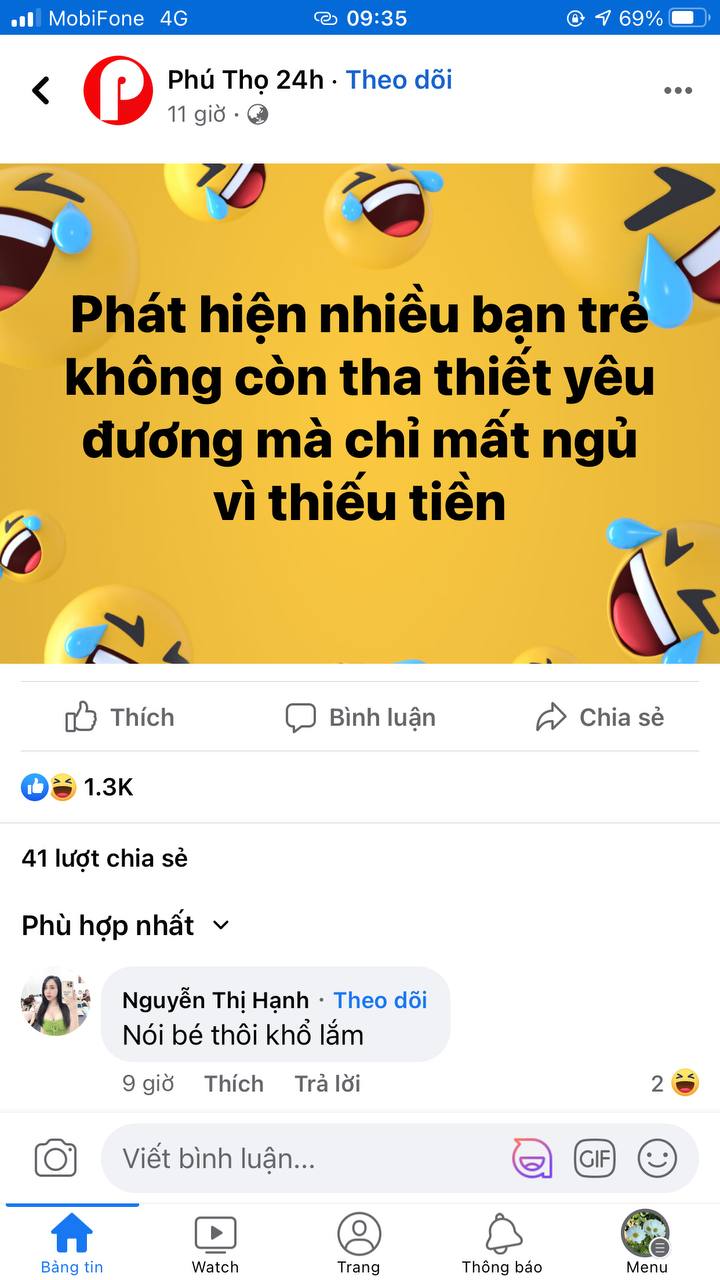 MobiFone 4G 09:35 69%
Phú Thọ 24h · Theo dõi
11 giờ ·
Phát hiện nhiều bạn trẻ
không còn tha thiết yêu
đương mà chỉ mất ngủ
vì thiếu tiền
Thích Bình luận Chia sẻ
1.3K
41 lượt chia sẻ
Phù hợp nhất
Nguyễn Thị Hạnh · Theo dõi
Nói bé thôi khổ lắm
9 giờ Thích Trả lời 2
Viết bình luận... GIF
Bảng tin Watch Trang Thông báo Menu